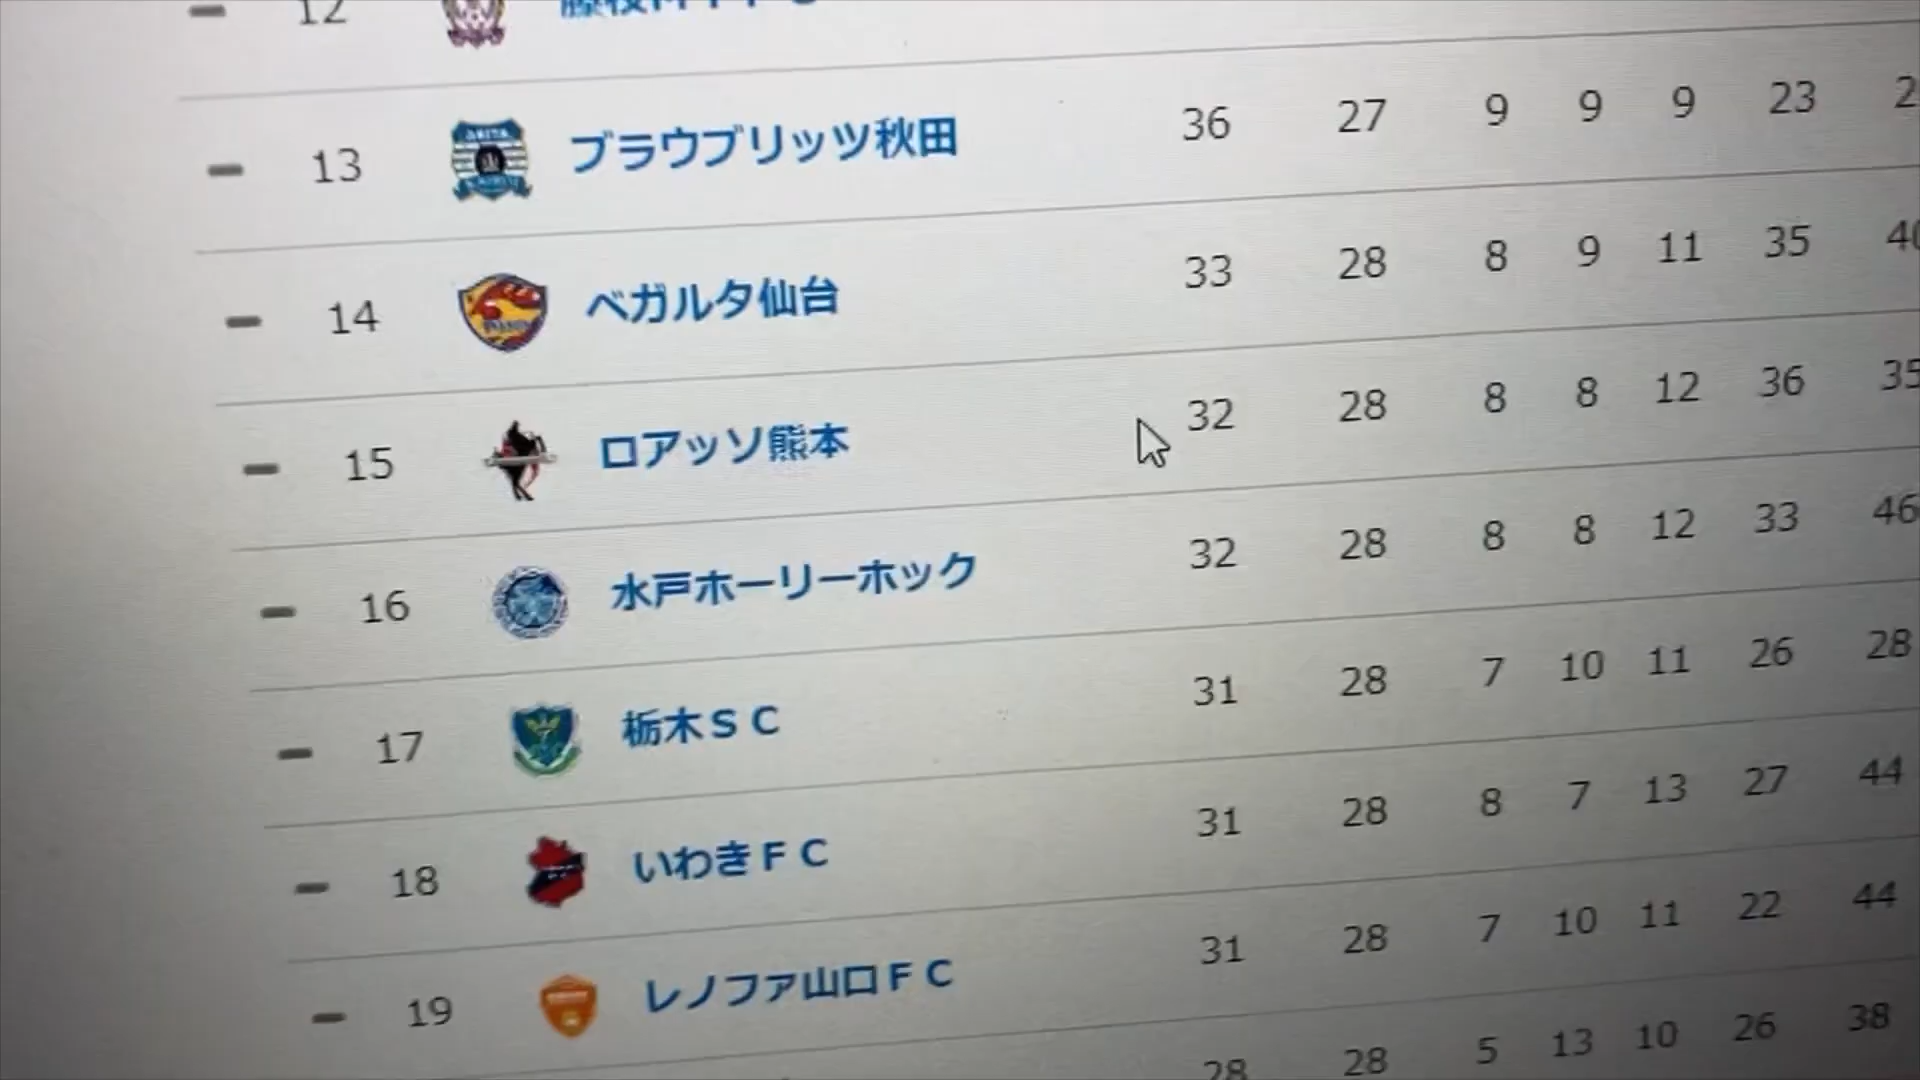 12
13 ブラウブリッツ秋田 36 27 9 9 9 23
14 ベガルタ仙台 33 28 8 9 11 35 40
15 ロアッソ熊本 32 28 8 8 12 36 35
16 水戸ホーリーホック 32 28 8 8 12 33 46
17 栃木ＳＣ 31 28 7 10 11 26 28
18 いわきＦＣ 31 28 8 7 13 27 44
19 レノファ山口ＦＣ 31 28 7 10 11 22 44
28 28 5 13 10 26 38